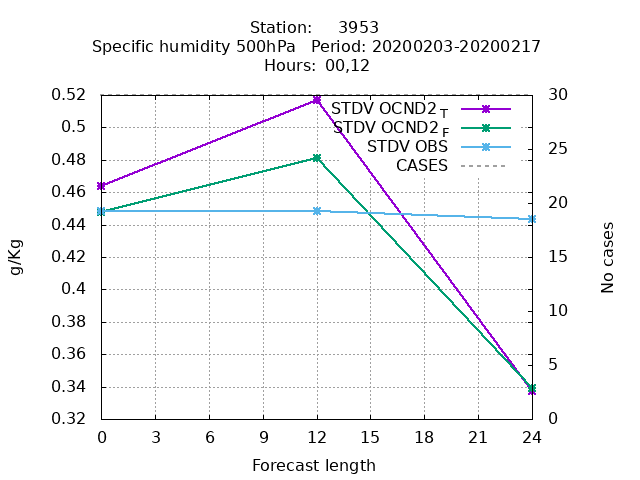 Station: 3953
Specific humidity 500hPa Period: 20200203-20200217
Hours: 00,12
0.52
0.5
0.48
0.46
0.44
0.42
0.4
0.38
0.36
0.34
0.32
g/Kg
STDV OCND2 T
STDV OCND2 F
STDV OBS
CASES
30
25
20
15
10
5
0
No cases
0 3 6 9 12 15 18 21 24
Forecast length